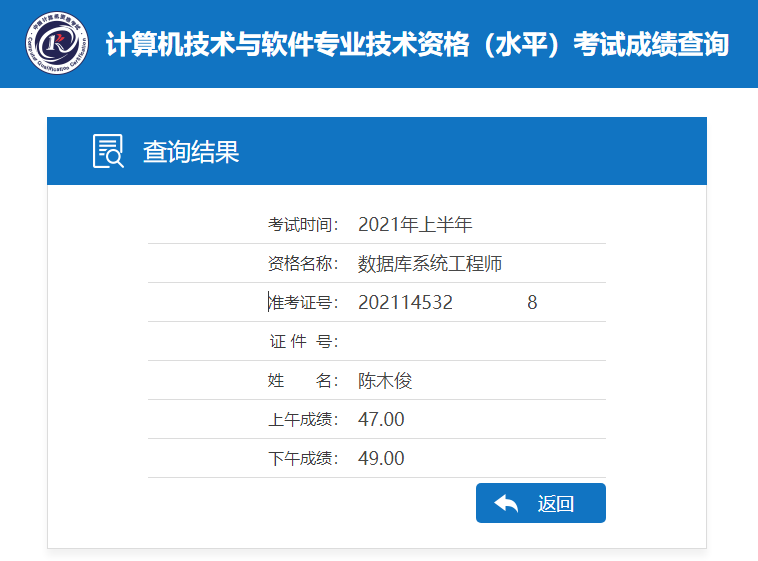 计算机技术与软件专业技术资格（水平）考试成绩查询
查询结果
考试时间： 2021年上半年
资格名称： 数据库系统工程师
准考证号： 202114532 8
证 件 号：
姓 名： 陈木俊
上午成绩： 47.00
下午成绩： 49.00
返回